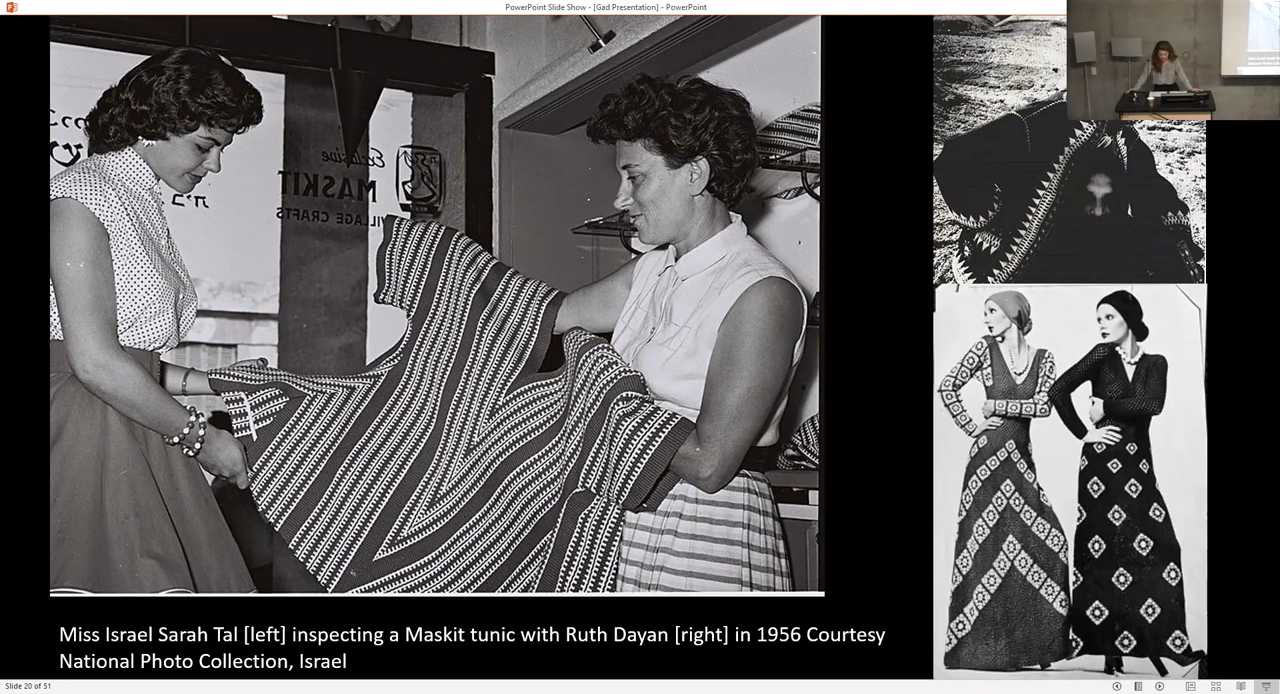 PowerPoint Slide Show - [Gad Presentation] - PowerPoint
Exclusive
MASKIT
VILLAGE CRAFTS
Miss Israel Sarah Tal [left] inspecting a Maskit tunic with Ruth Dayan [right] in 1956 Courtesy
National Photo Collection, Israel
Slide 20 of 51